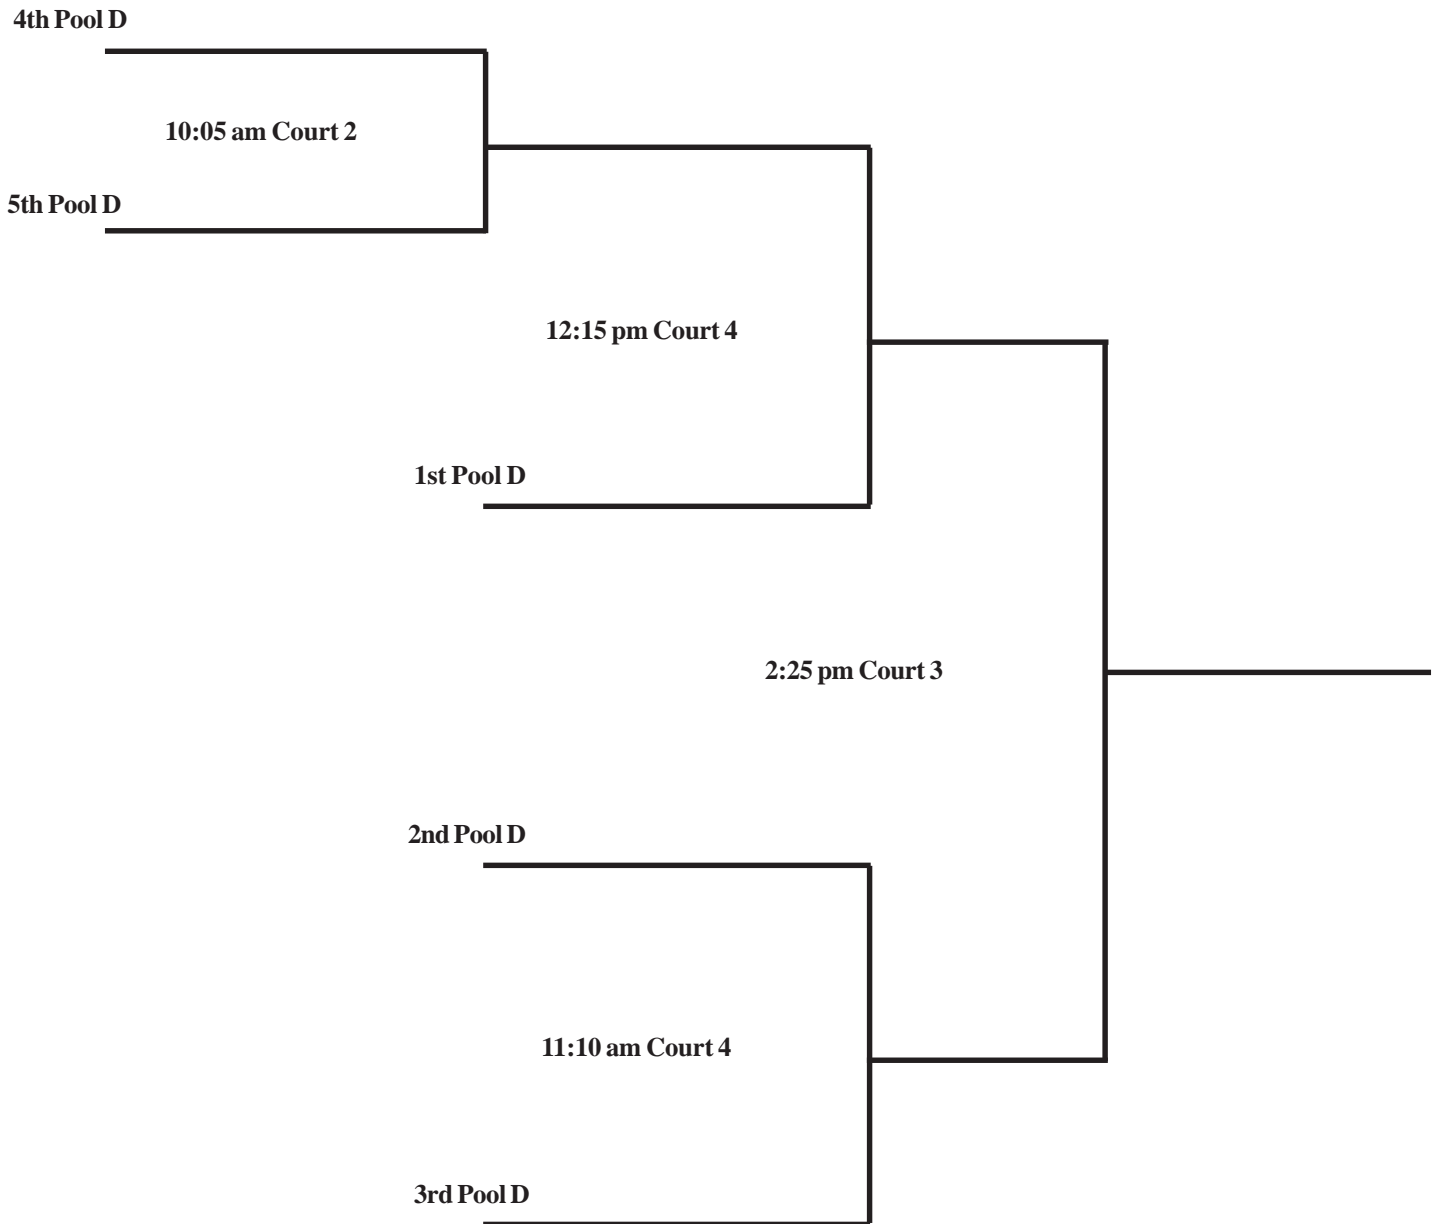 4th Pool D
10:05 am Court 2
5th Pool D
12:15 pm Court 4
1st Pool D
2:25 pm Court 3
2nd Pool D
11:10 am Court 4
3rd Pool D